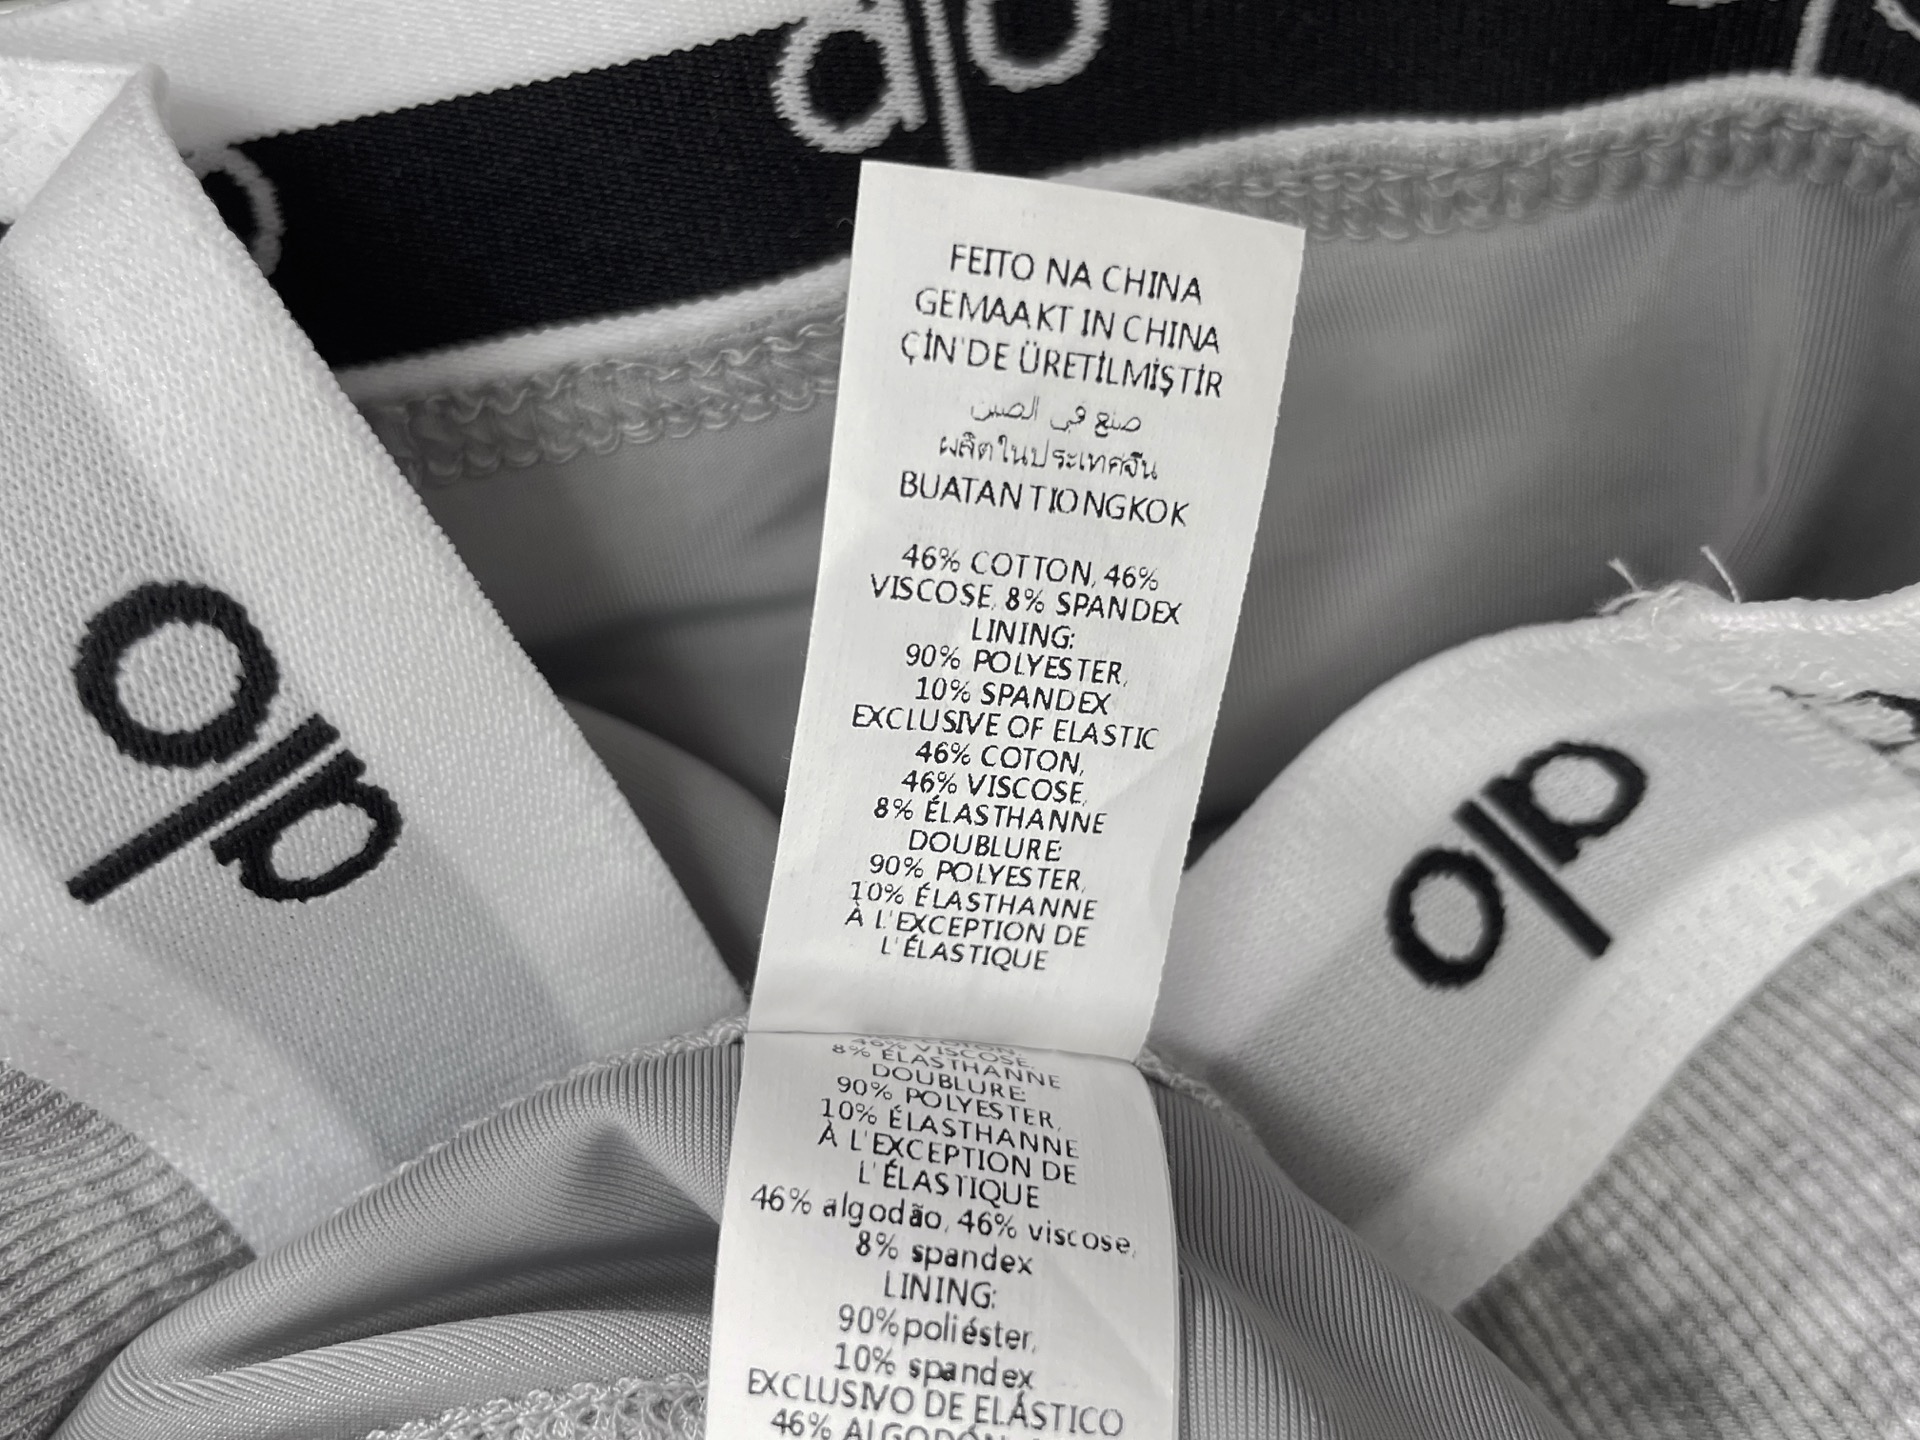 FEITO NA CHINA
GEMAAKT IN CHINA
ÇİN'DE ÜRETİLMİŞTİR
صنع في الصين
ผลิตในประเทศจีน
BUATAN TIONGKOK
46% COTTON, 46%
VISCOSE, 8% SPANDEX
LINING:
90% POLYESTER,
10% SPANDEX
EXCLUSIVE OF ELASTIC
46% COTON,
46% VISCOSE,
8% ÉLASTHANNE
DOUBLURE:
90% POLYESTER,
10% ÉLASTHANNE
À L'EXCEPTION DE
L'ÉLASTIQUE
46% VISCOSE,
8% ÉLASTHANNE
DOUBLURE:
90% POLYESTER,
10% ÉLASTHANNE
À L'EXCEPTION DE
L'ÉLASTIQUE
46% algodão, 46% viscose,
8% spandex
LINING:
90%poliéster,
10% spandex
EXCLUSIVO DE ELÁSTICO
46% ALGODÓN,